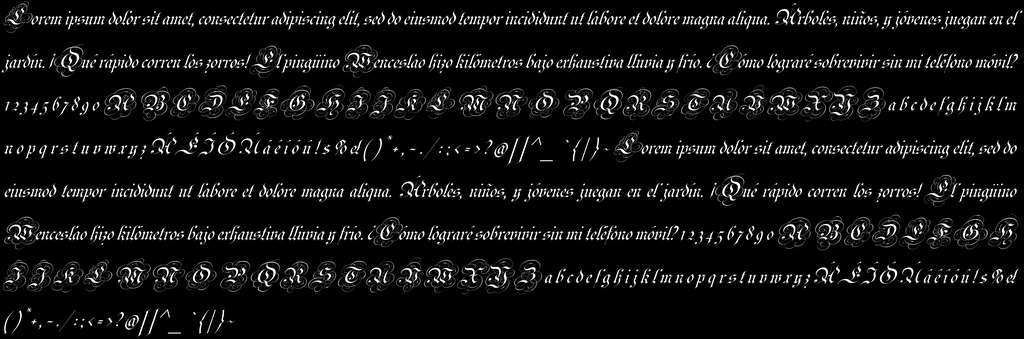 Lorem ipsum dolor sit amet, consectetur adipiscing elit, sed do eiusmod tempor incididunt ut labore et dolore magna aliqua. Árboles, niños, y jóvenes juegan en el
jardín. ¡Qué rápido corren los zorros! El pingüino Wenceslao hizo kilómetros bajo exhaustiva lluvia y frío. ¿Cómo lograré sobrevivir sin mi teléfono móvil?
1 2 3 4 5 6 7 8 9 0 A B C D E F G H I J K L M N O P Q R S T U V W X Y Z a b c d e f g h i j k l m
n o p q r s t u v w x y z Á É Í Ó Ú á é í ó ú ! $ % & ( ) * + , - . / : ; < = > ? @ [ ] ^ _ ` { | } ~ Lorem ipsum dolor sit amet, consectetur adipiscing elit, sed do
eiusmod tempor incididunt ut labore et dolore magna aliqua. Árboles, niños, y jóvenes juegan en el jardín. ¡Qué rápido corren los zorros! El pingüino
Wenceslao hizo kilómetros bajo exhaustiva lluvia y frío. ¿Cómo lograré sobrevivir sin mi teléfono móvil? 1 2 3 4 5 6 7 8 9 0 A B C D E F G H
I J K L M N O P Q R S T U V W X Y Z a b c d e f g h i j k l m n o p q r s t u v w x y z Á É Í Ó Ú á é í ó ú ! $ % &
( ) * + , - . / : ; < = > ? @ [ ] ^ _ ` { | } ~